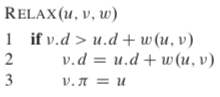 RELAX(u, v, w)
1 if v.d > u.d + w(u, v)
2 v.d = u.d + w(u, v)
3 v.π = u